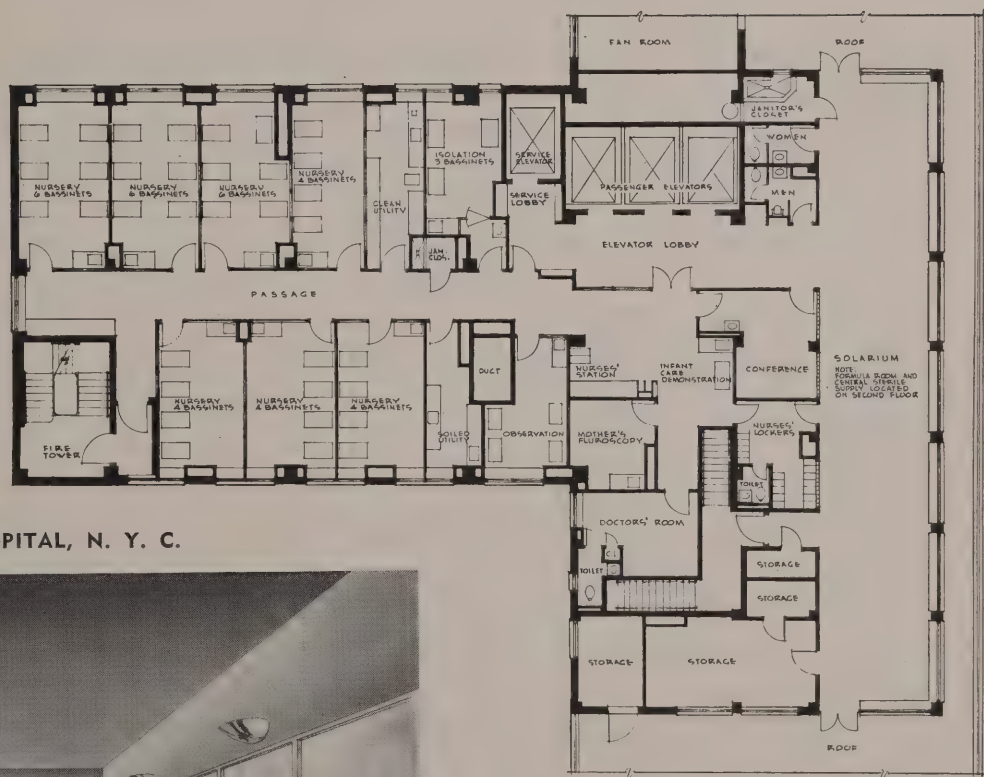 FAN ROOM
ROOF
JANITOR'S
CLOSET
WOMEN
MEN
NURSERY
6 BASSINETS
NURSERY
6 BASSINETS
NURSERY
6 BASSINETS
NURSERY
4 BASSINETS
CLEAN
UTILITY
ISOLATION
3 BASSINETS
SERVICE
ELEVATOR
SERVICE
LOBBY
PASSENGER ELEVATORS
ELEVATOR LOBBY
JAN.
CLOS.
PASSAGE
FIRE
TOWER
NURSERY
4 BASSINETS
NURSERY
4 BASSINETS
NURSERY
4 BASSINETS
SOILED
UTILITY
DUCT
OBSERVATION
NURSES'
STATION
INFANT
CARE
DEMONSTRATION
CONFERENCE
SOLARIUM
NOTE:
FORMULA ROOM AND
CENTRAL STERILE
SUPPLY LOCATED
ON SECOND FLOOR
MOTHER'S
FLUROSCOPY
NURSES'
LOCKERS
TOILET
DOCTORS' ROOM
TOILET
STORAGE
STORAGE
STORAGE
STORAGE
ROOF
PITAL, N. Y. C.